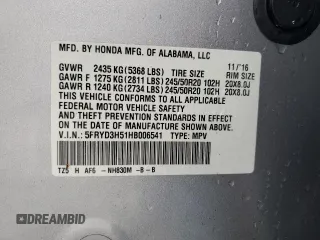 MFD. BY HONDA MFG. OF ALABAMA, LLC
11/'16
GVWR 2435 KG (5368 LBS) TIRE SIZE RIM SIZE
GAWR F 1275 KG (2811 LBS) 245/50R20 102H 20X8.0J
GAWR R 1240 KG (2734 LBS) 245/50R20 102H 20X8.0J
THIS VEHICLE CONFORMS TO ALL APPLICABLE
FEDERAL MOTOR VEHICLE SAFETY AND
THEFT PREVENTION STANDARDS IN EFFECT ON THE
DATE OF MANUFACTURE SHOWN ABOVE.
V.I.N.: 5FRYD3H51HB006541 TYPE: MPV
TZ5 H AF6 -NH830M -B-B